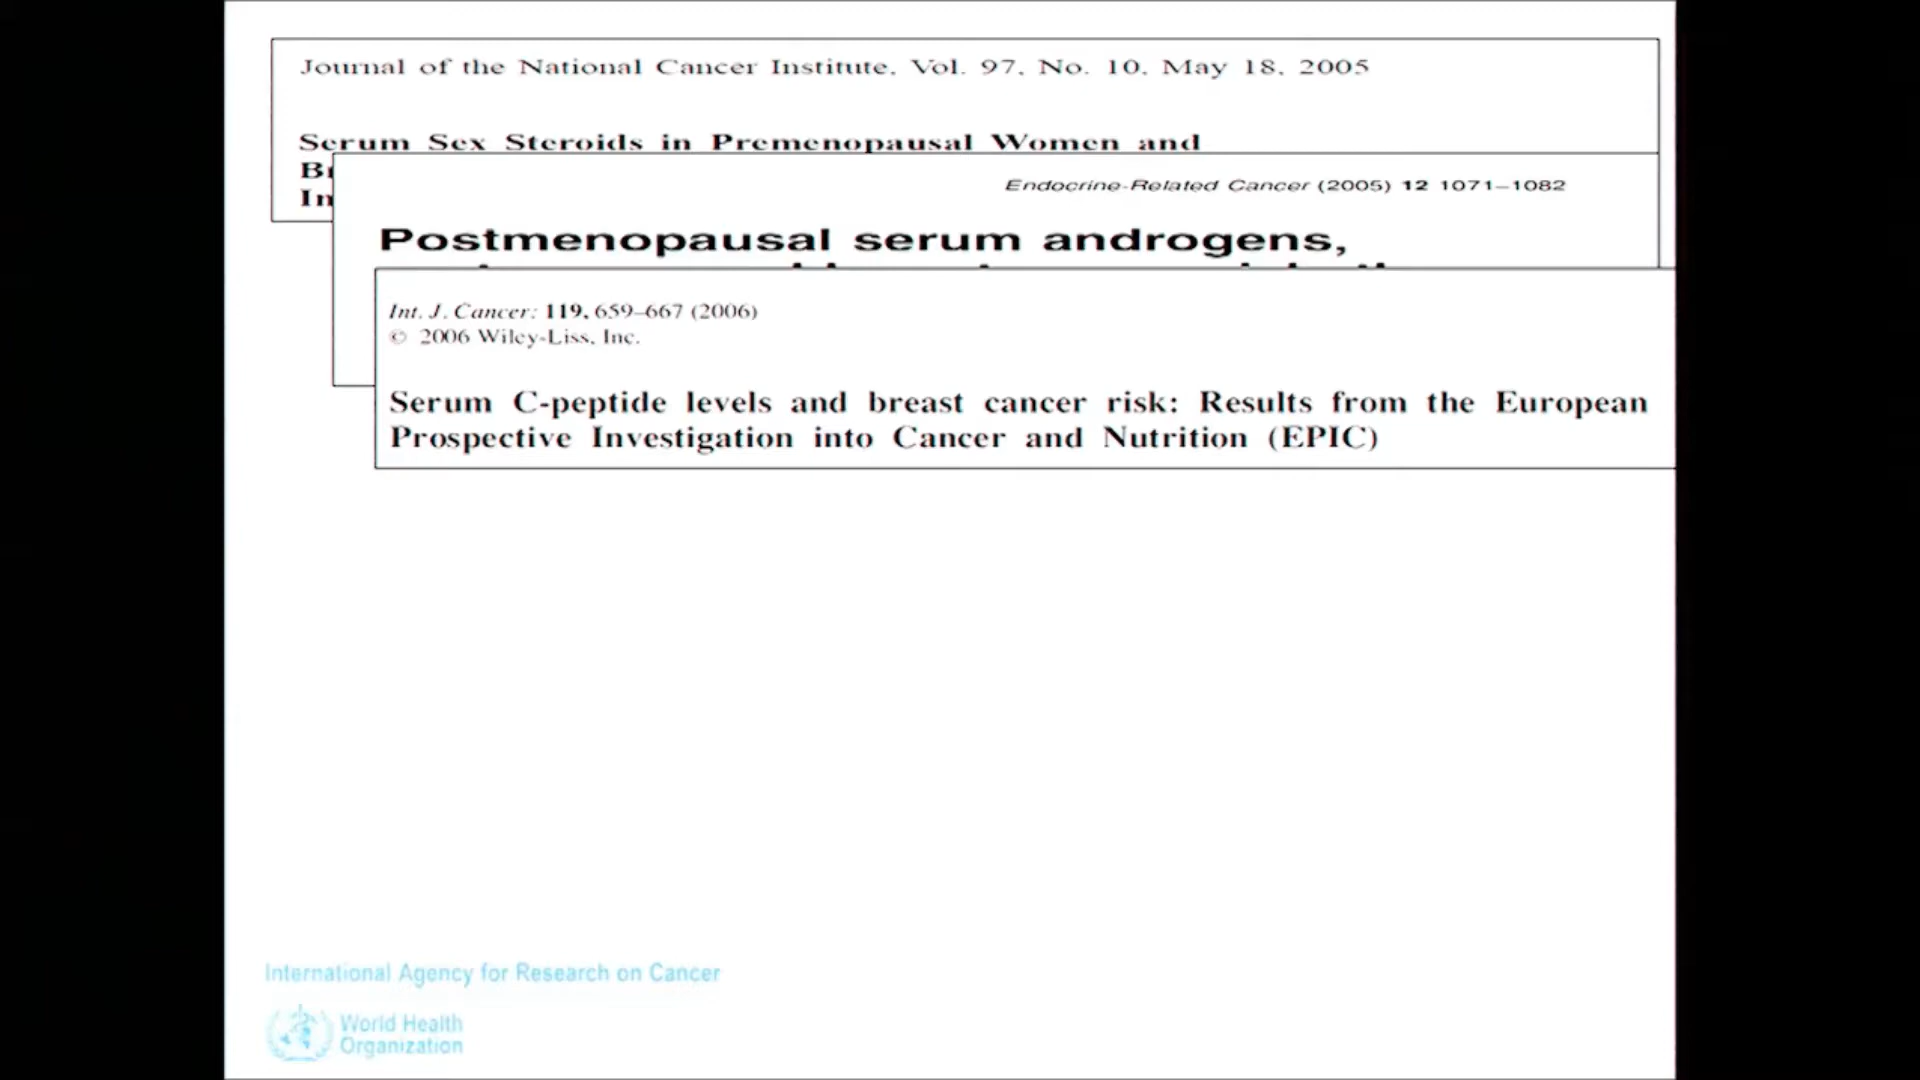 Journal of the National Cancer Institute, Vol. 97, No. 10, May 18, 2005
Serum Sex Steroids in Premenopausal Women and
Endocrine-Related Cancer (2005) 12 1071–1082
Postmenopausal serum androgens,
Int. J. Cancer: 119, 659–667 (2006)
© 2006 Wiley-Liss, Inc.
Serum C-peptide levels and breast cancer risk: Results from the European
Prospective Investigation into Cancer and Nutrition (EPIC)
International Agency for Research on Cancer
World Health
Organization